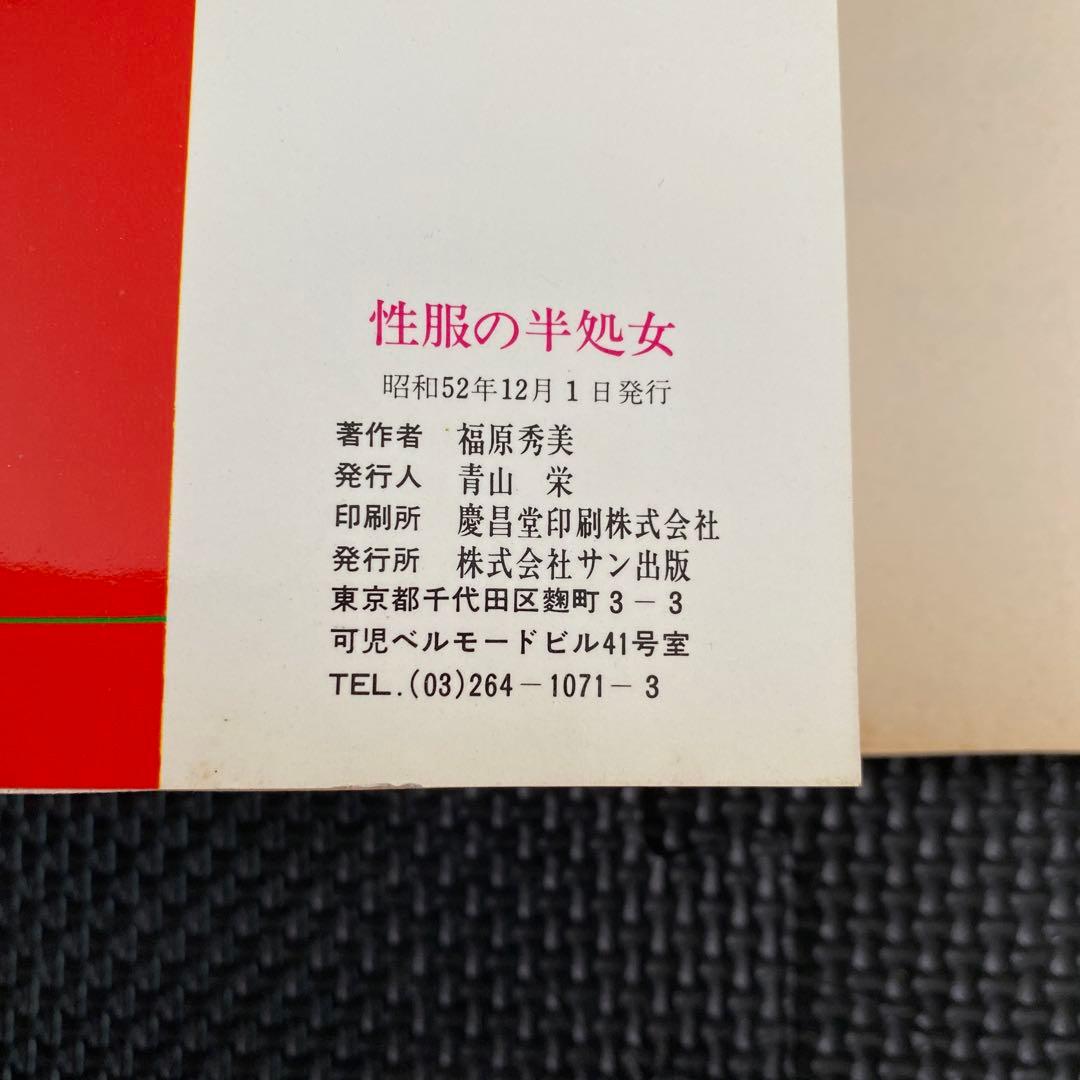 性服の半処女
昭和52年12月1日発行
著作者 福原秀美
発行人 青山 栄
印刷所 慶昌堂印刷株式会社
発行所 株式会社サン出版
東京都千代田区麴町3-3
可児ベルモードビル41号室
TEL.(03)264-1071-3